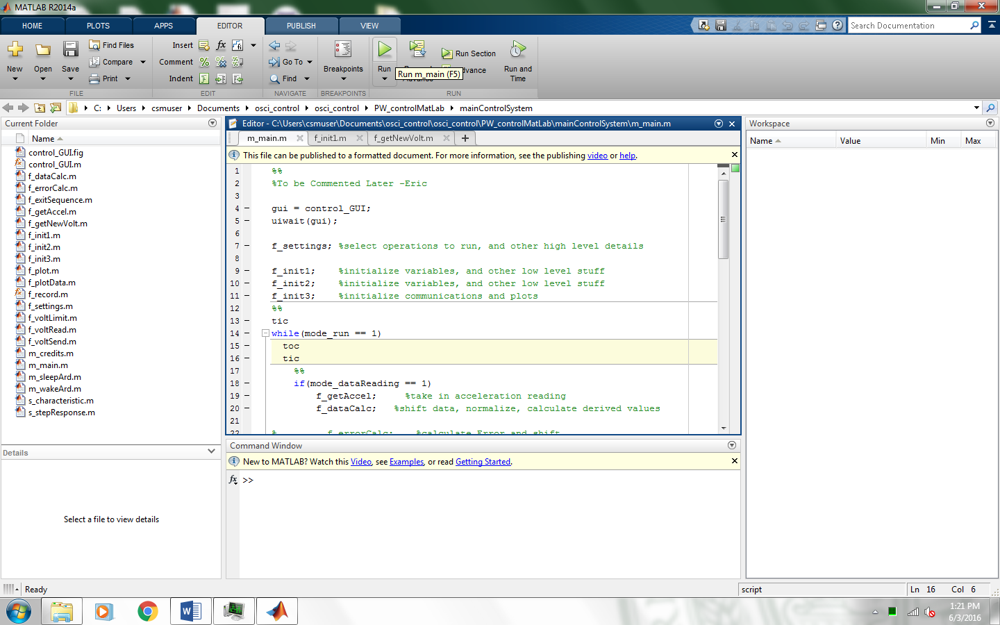 MATLAB R2014a
HOME PLOTS APPS EDITOR PUBLISH VIEW
Search Documentation
New Open Save
Find Files
Compare
Print
FILE
Insert fx
Comment
Indent
EDIT
Go To
Find
NAVIGATE
Breakpoints
BREAKPOINTS
Run
Run Section
Run and Time
RUN
Run m_main (F5)
C: Users csmuser Documents osci_control osci_control PW_controlMatLab mainControlSystem
Current Folder
Name
control_GUI.fig
control_GUI.m
f_dataCalc.m
f_errorCalc.m
f_exitSequence.m
f_getAccel.m
f_getNewVolt.m
f_init1.m
f_init2.m
f_init3.m
f_plot.m
f_plotData.m
f_record.m
f_settings.m
f_voltLimit.m
f_voltRead.m
f_voltSend.m
m_credits.m
m_main.m
m_sleepArd.m
m_wakeArd.m
s_characteristic.m
s_stepResponse.m
Details
Select a file to view details
Editor - C:\Users\csmuser\Documents\osci_control\osci_control\PW_controlMatLab\mainControlSystem\m_main.m
m_main.m f_init1.m f_getNewVolt.m
This file can be published to a formatted document. For more information, see the publishing video or help.
1 %%
2 %To be Commented Later -Eric
3
4 gui = control_GUI;
5 uiwait(gui);
6
7 f_settings; %select operations to run, and other high level details
8
9 f_init1; %initialize variables, and other low level stuff
10 f_init2; %initialize variables, and other low level stuff
11 f_init3; %initialize communications and plots
12 %%
13 tic
14 while(mode_run == 1)
15 toc
16 tic
17 %%
18 if(mode_dataReading == 1)
19 f_getAccel; %take in acceleration reading
20 f_dataCalc; %shift data, normalize, calculate derived values
21
22 % f_errorCalc; %calculate Error and shift
Command Window
New to MATLAB? Watch this Video, see Examples, or read Getting Started.
fx >>
Workspace
Name Value Min Max
Ready
script
Ln 16 Col 6
1:21 PM
6/3/2016